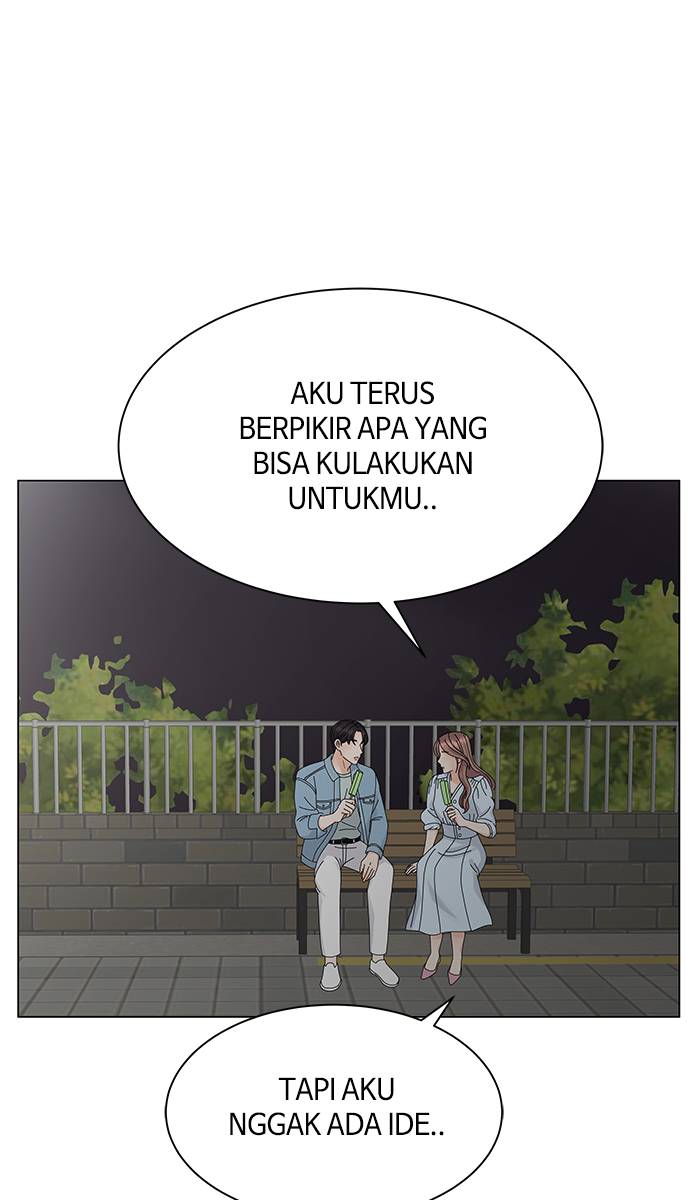 AKU TERUS
BERPIKIR APA YANG
BISA KULAKUKAN
UNTUKMU..
TAPI AKU
NGGAK ADA IDE..